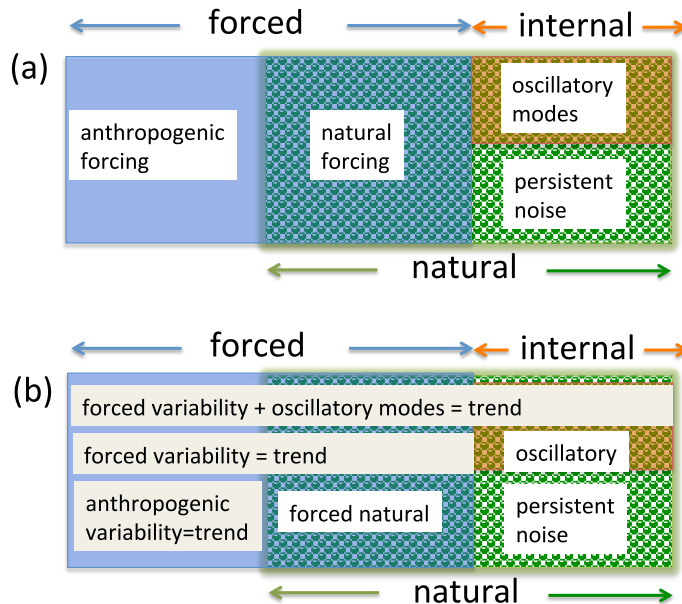 forced
internal
(a)
anthropogenic
forcing
natural
forcing
oscillatory
modes
persistent
noise
natural
forced
internal
(b)
forced variability + oscillatory modes = trend
forced variability = trend
oscillatory
anthropogenic
variability=trend
forced natural
persistent
noise
natural